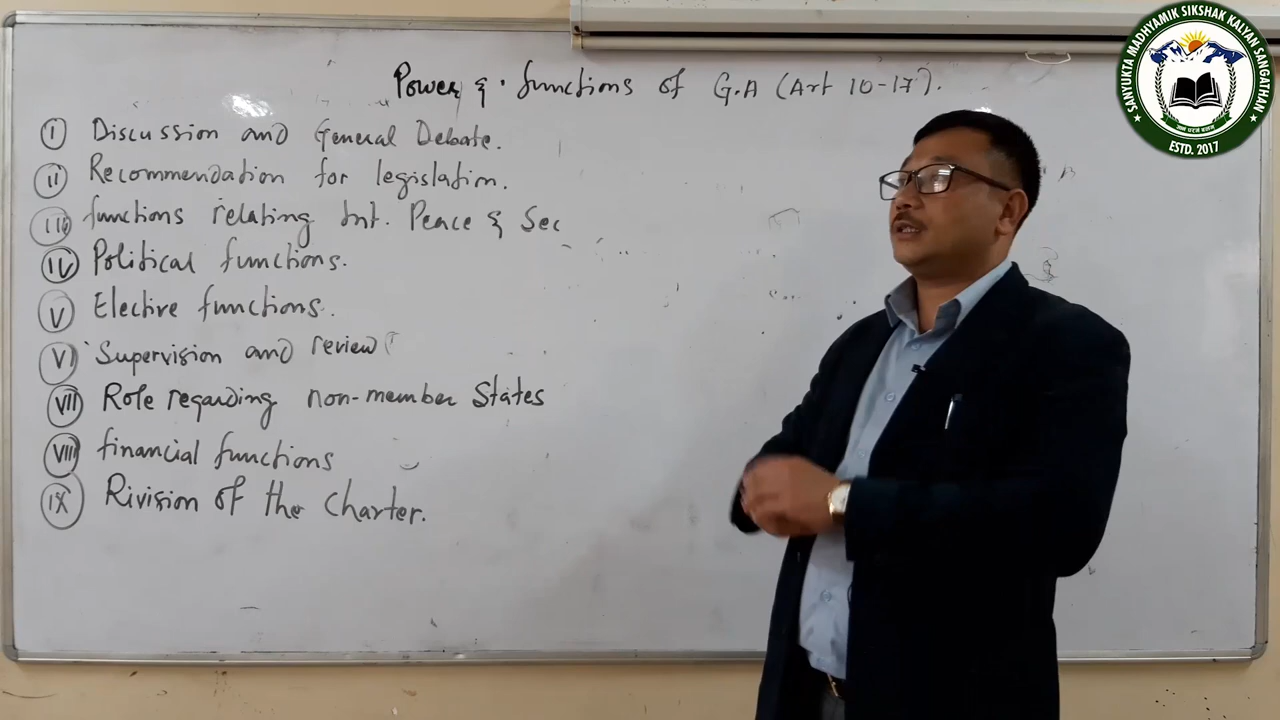 Power & functions of G.A (Art 10-17).
I Discussion and General Debate.
II Recommendation for legislation.
III functions relating Int. Peace & Sec
IV Political functions.
V Elective functions.
VI Supervision and review
VII Role regarding non-member States
VIII financial functions
IX Rivision of the Charter.
SANYUKTA MADHYAMIK SIKSHAK KALYAN SANGATHAN
ESTD. 2017